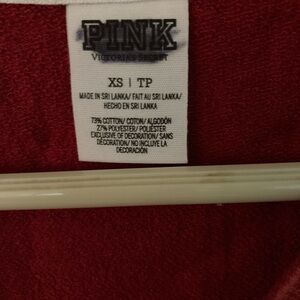 PINK
VICTORIA'S SECRET
XS | TP
MADE IN SRI LANKA/ FAIT AU SRI LANKA/
HECHO EN SRI LANKA
73% COTTON/ COTON/ ALGODÓN
27% POLYESTER/ POLIÉSTER
EXCLUSIVE OF DECORATION/ SANS
DÉCORATION/ NO INCLUYE LA
DECORACIÓN